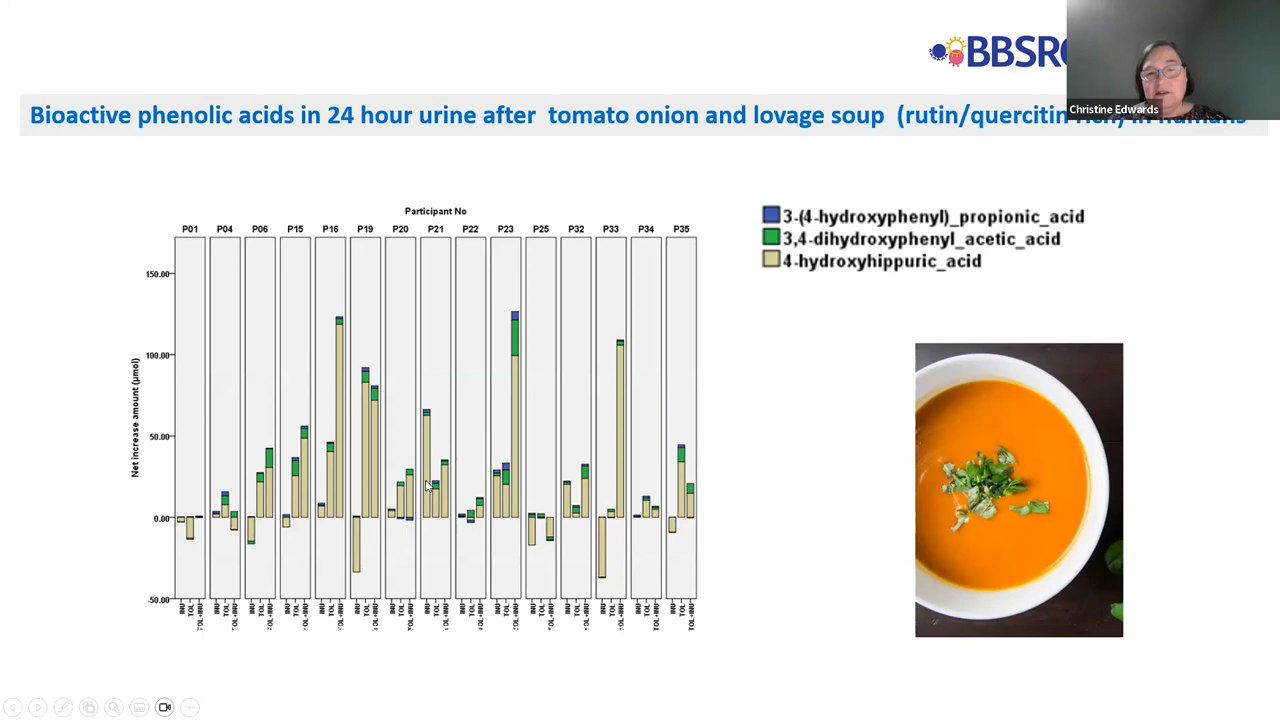 BBSR
Christine Edwards
Bioactive phenolic acids in 24 hour urine after tomato onion and lovage soup (rutin/quercitin rich) in humans
Participant No
P01 P04 P06 P15 P16 P19 P20 P21 P22 P23 P25 P32 P33 P34 P35
3-(4-hydroxyphenyl)_propionic_acid
3,4-dihydroxyphenyl_acetic_acid
4-hydroxyhippuric_acid
Net increase amount (µmol)
150.00
100.00
50.00
0.00
-50.00